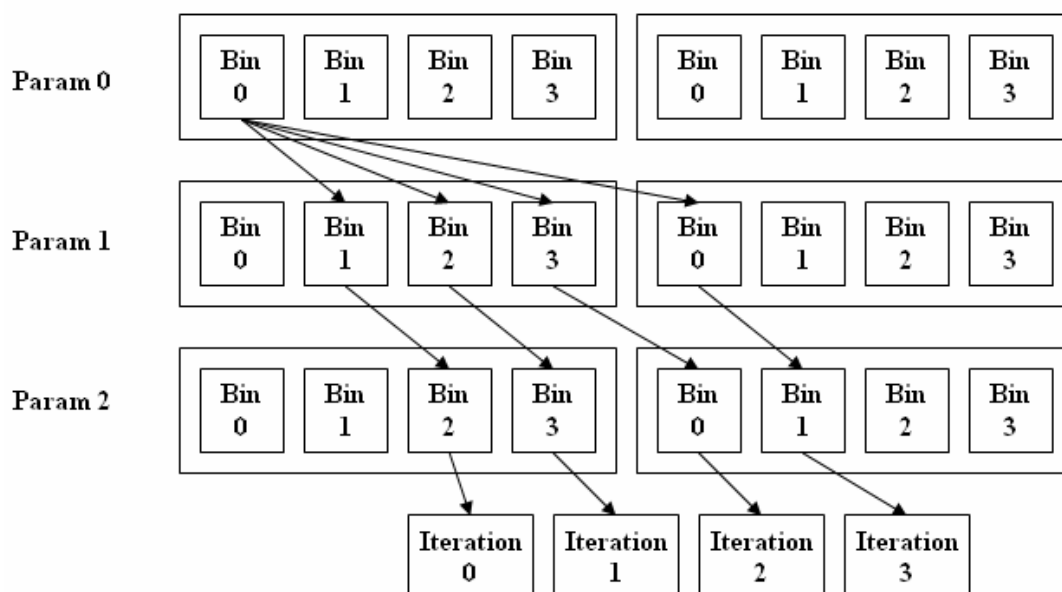 Param 0
Bin 0
Bin 1
Bin 2
Bin 3
Bin 0
Bin 1
Bin 2
Bin 3
Param 1
Bin 0
Bin 1
Bin 2
Bin 3
Bin 0
Bin 1
Bin 2
Bin 3
Param 2
Bin 0
Bin 1
Bin 2
Bin 3
Bin 0
Bin 1
Bin 2
Bin 3
Iteration 0
Iteration 1
Iteration 2
Iteration 3